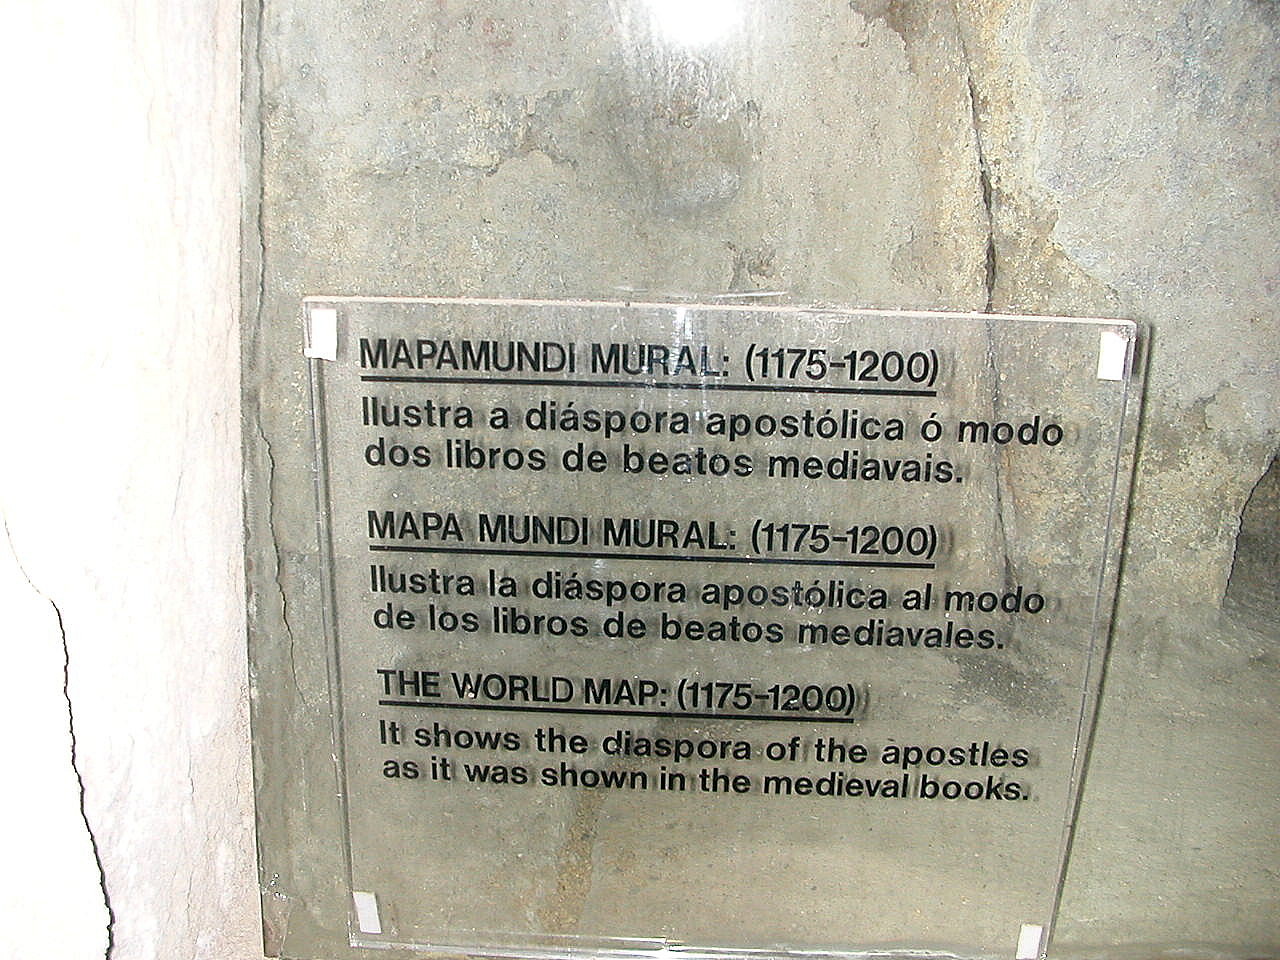 MAPAMUNDI MURAL: (1175-1200)
Ilustra a diáspora apostólica ó modo
dos libros de beatos mediavais.
MAPA MUNDI MURAL: (1175-1200)
Ilustra la diáspora apostólica al modo
de los libros de beatos mediavales.
THE WORLD MAP: (1175-1200)
It shows the diaspora of the apostles
as it was shown in the medieval books.